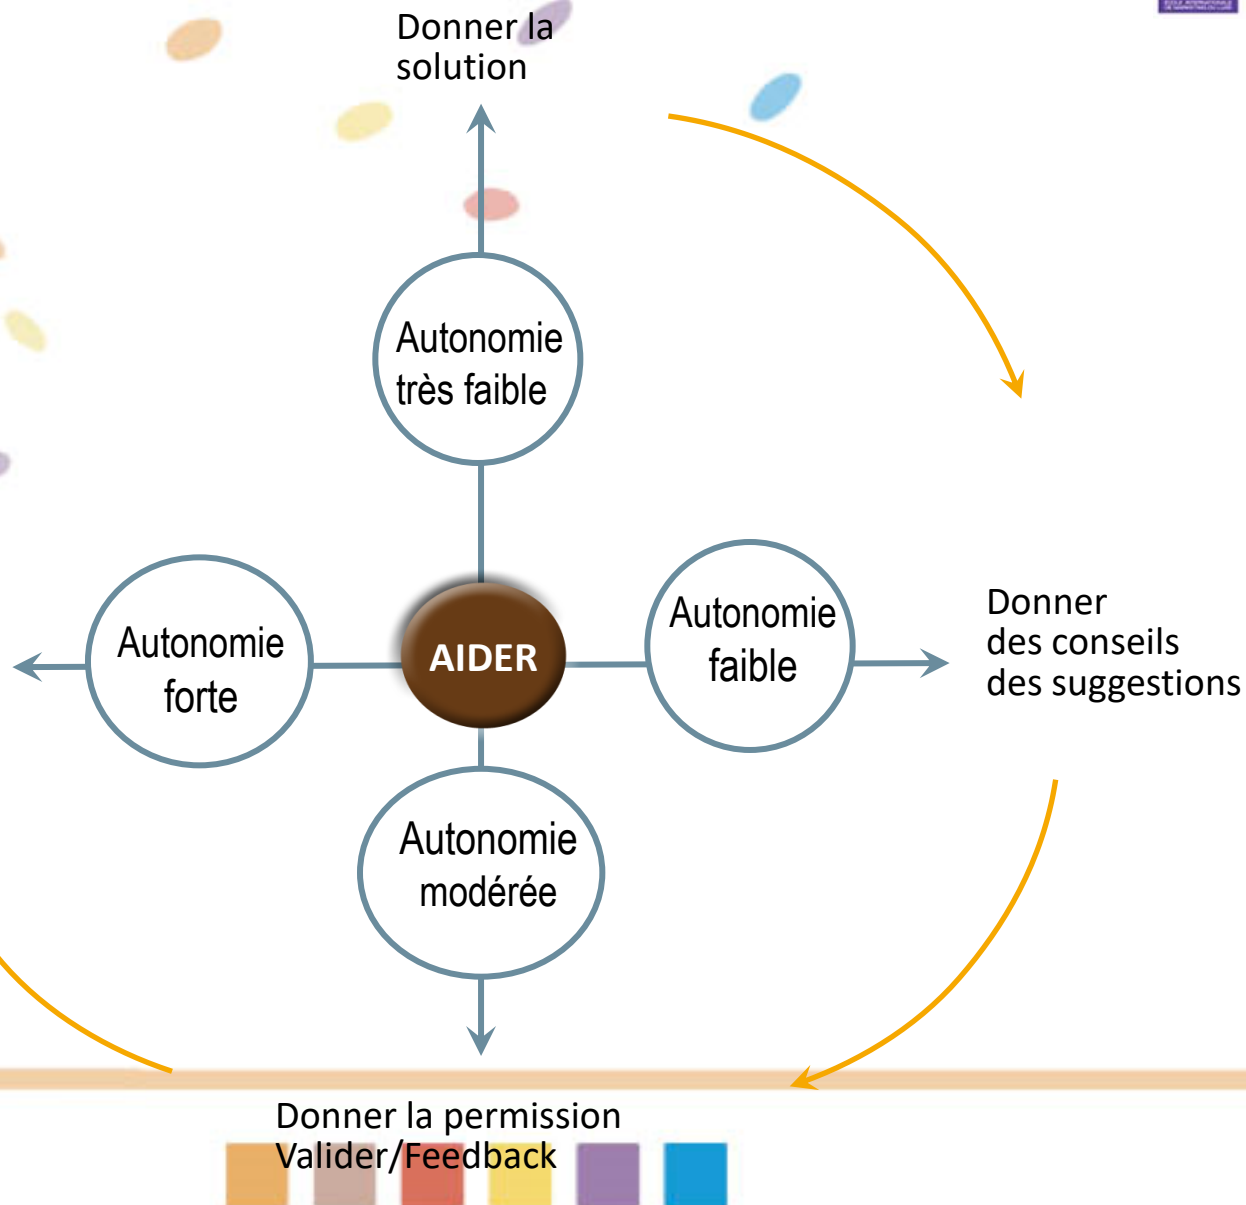 Donner la
solution
Autonomie
très faible
Autonomie
forte
AIDER
Autonomie
faible
Donner
des conseils
des suggestions
Autonomie
modérée
Donner la permission
Valider/Feedback